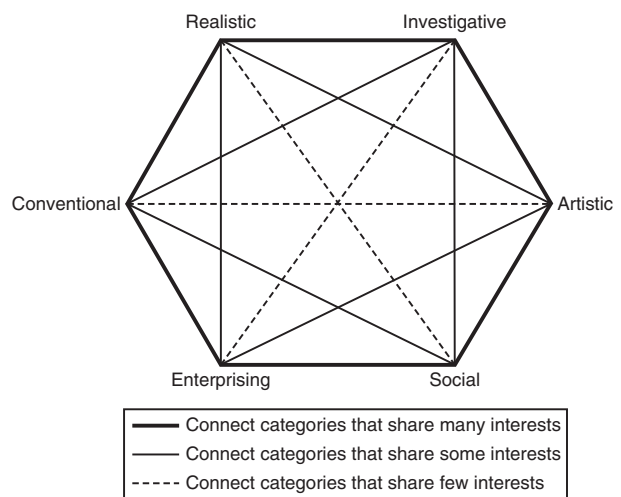 Realistic
Investigative
Conventional
Artistic
Enterprising
Social
Connect categories that share many interests
Connect categories that share some interests
Connect categories that share few interests